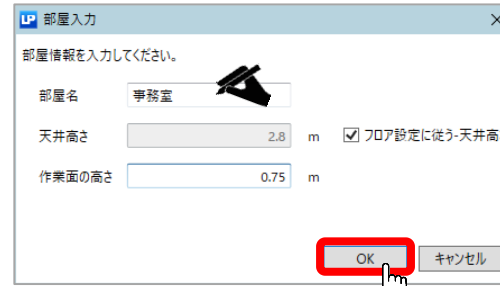 LP 部屋入力
部屋情報を入力してください。
部屋名 事務室
天井高さ 2.8 m フロア設定に従う-天井高
作業面の高さ 0.75 m
OK キャンセル